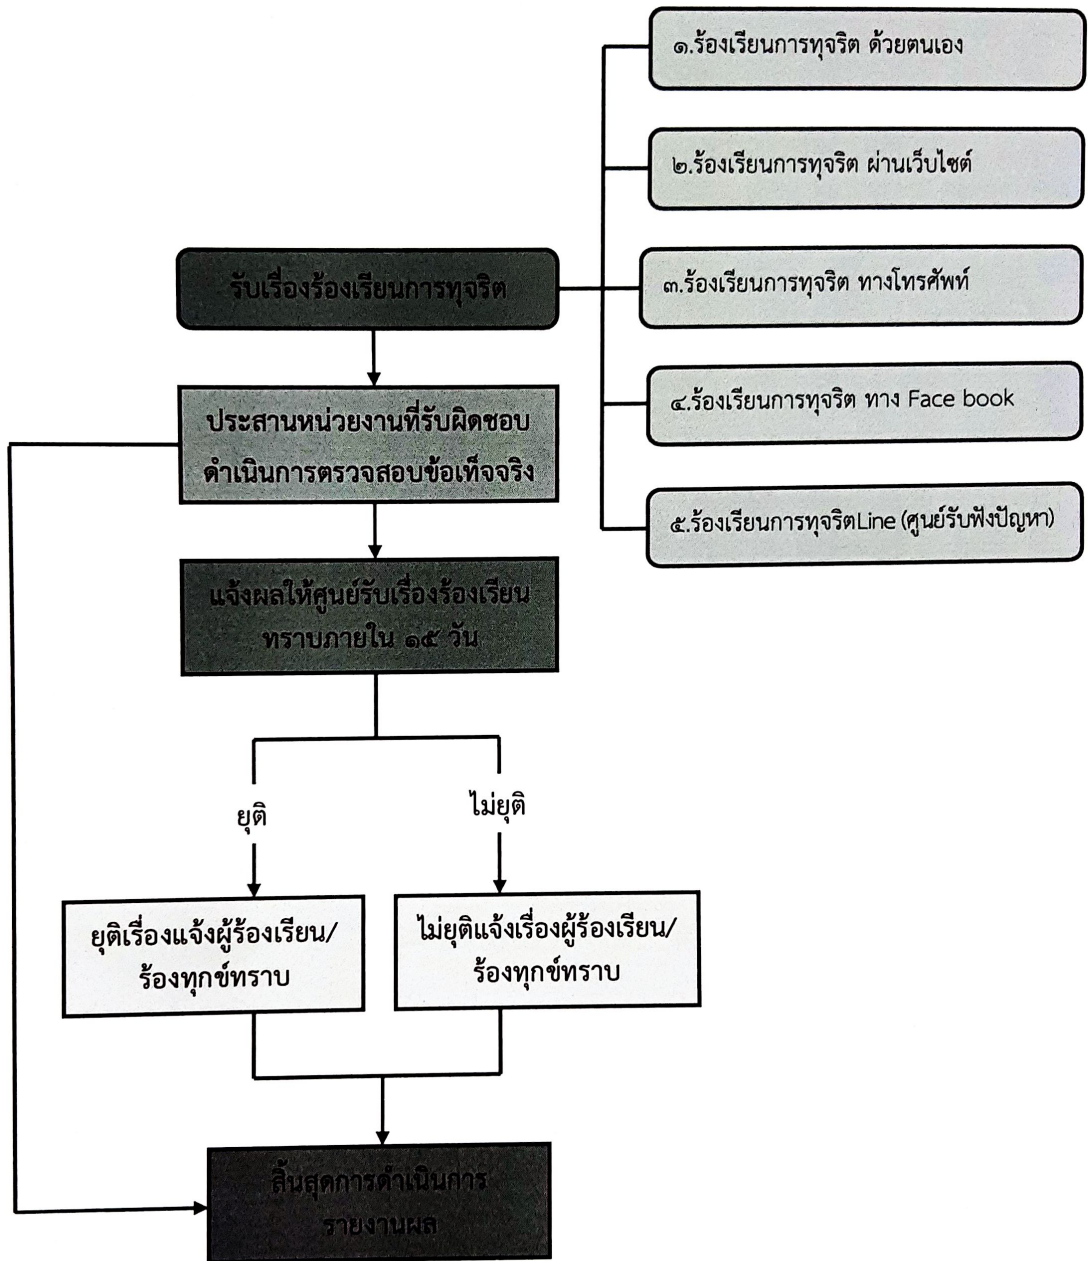 ๑.ร้องเรียนการทุจริต ด้วยตนเอง
๒.ร้องเรียนการทุจริต ผ่านเว็บไซต์
รับเรื่องร้องเรียนการทุจริต
๓.ร้องเรียนการทุจริต ทางโทรศัพท์
๔.ร้องเรียนการทุจริต ทาง Face book
๕.ร้องเรียนการทุจริตLine (ศูนย์รับฟังปัญหา)
ประสานหน่วยงานที่รับผิดชอบ
ดำเนินการตรวจสอบข้อเท็จจริง
แจ้งผลให้ศูนย์รับเรื่องร้องเรียน
ทราบภายใน ๑๕ วัน
ยุติ
ไม่ยุติ
ยุติเรื่องแจ้งผู้ร้องเรียน/
ร้องทุกข์ทราบ
ไม่ยุติแจ้งเรื่องผู้ร้องเรียน/
ร้องทุกข์ทราบ
สิ้นสุดการดำเนินการ
รายงานผล